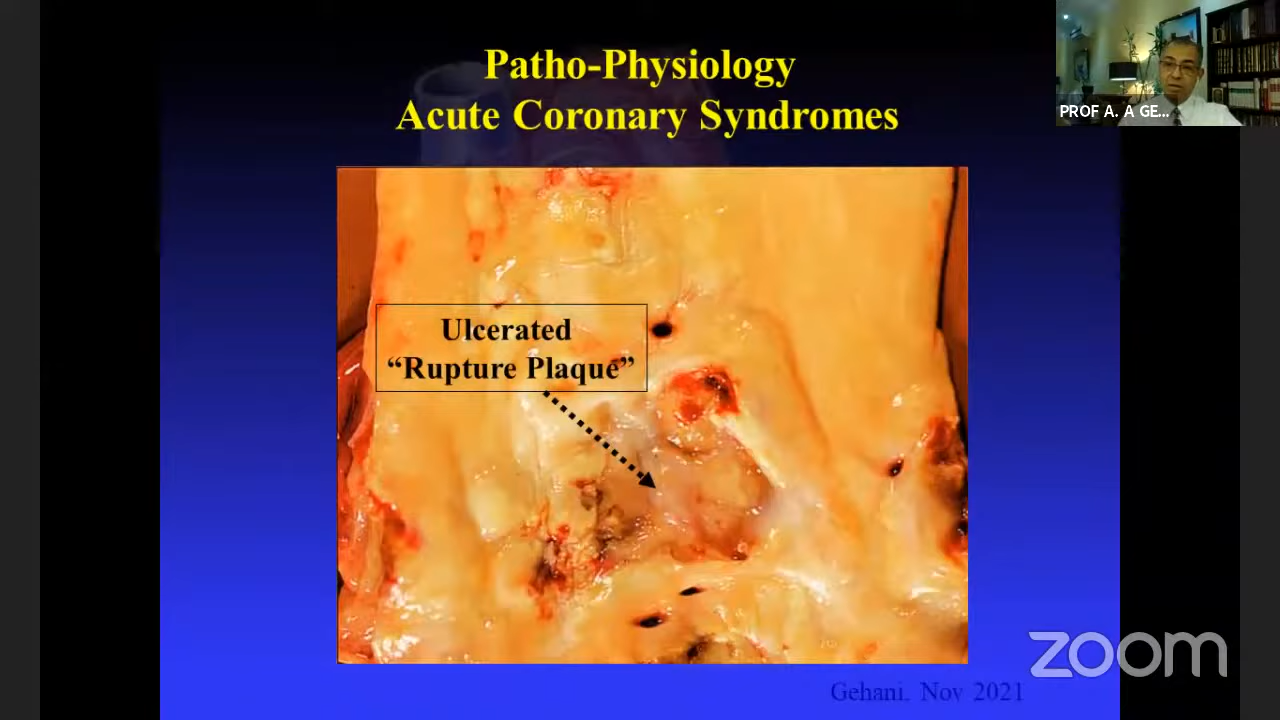 Patho-Physiology
Acute Coronary Syndromes
PROF A. A GE...
Ulcerated
“Rupture Plaque”
zoom
Gehani. Nov 2021